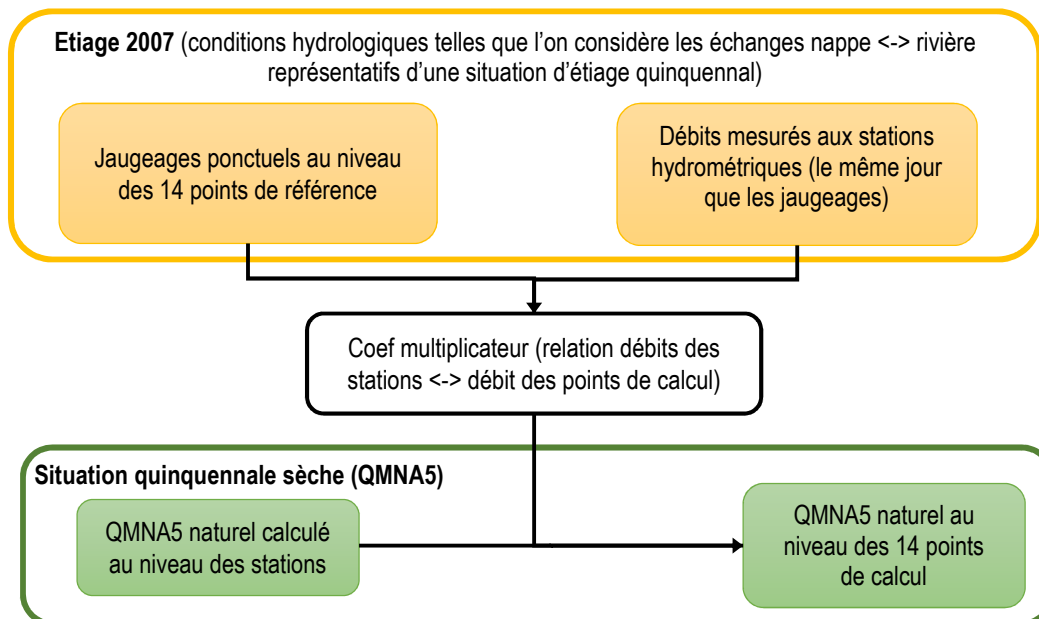 Etiage 2007 (conditions hydrologiques telles que l’on considère les échanges nappe <-> rivière
représentatifs d’une situation d’étiage quinquennal)
Jaugeages ponctuels au niveau
des 14 points de référence
Débits mesurés aux stations
hydrométriques (le même jour
que les jaugeages)
Coef multiplicateur (relation débits des
stations <-> débit des points de calcul)
Situation quinquennale sèche (QMNA5)
QMNA5 naturel calculé
au niveau des stations
QMNA5 naturel au
niveau des 14 points
de calcul